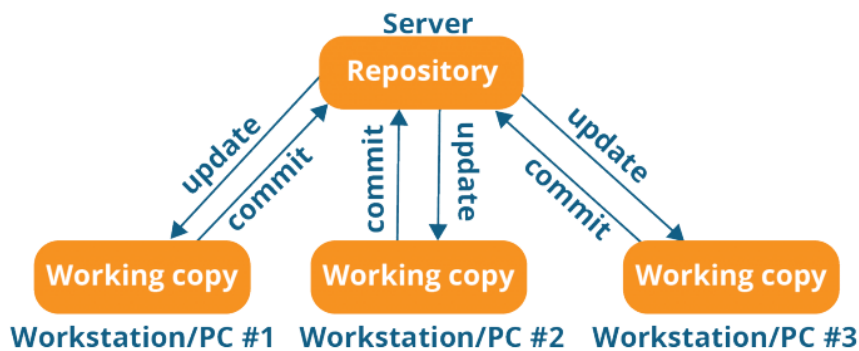 Server
Repository
update
commit
commit
update
update
commit
Working copy
Working copy
Working copy
Workstation/PC #1
Workstation/PC #2
Workstation/PC #3